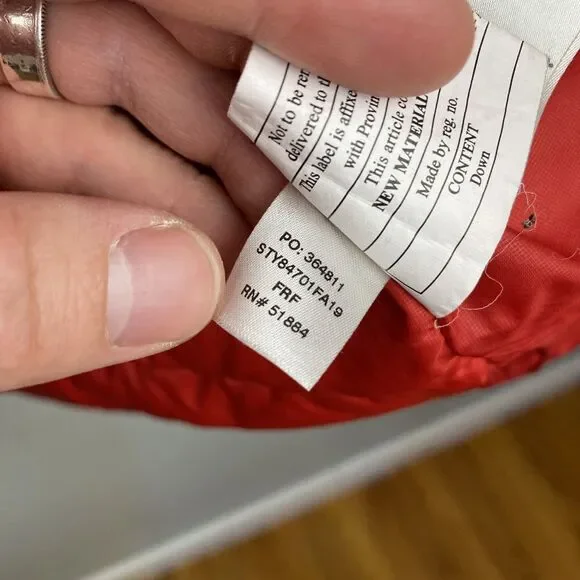 Not to be
delivered to
This label is affixe
with Provin
This article co
NEW MATERIAL
Made by reg. no.
CONTENT
Down
PO: 364811
STY84701FA19
FRF
RN# 51884